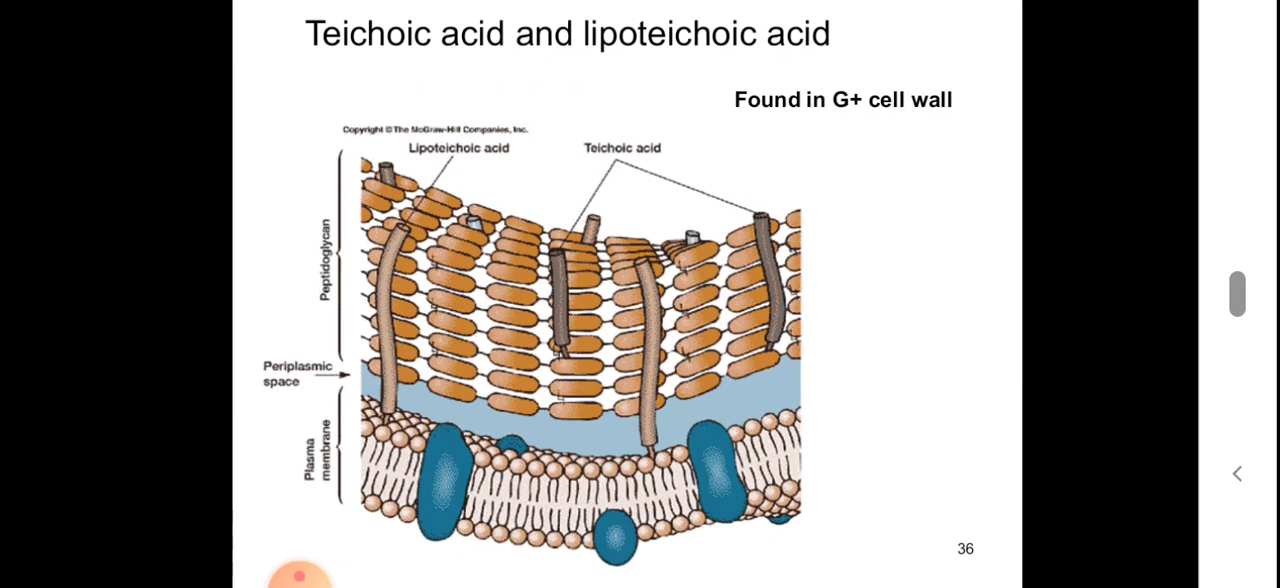 Teichoic acid and lipoteichoic acid
Found in G+ cell wall
Copyright © The McGraw-Hill Companies, Inc.
Lipoteichoic acid
Teichoic acid
Peptidoglycan
Periplasmic
space
Plasma
membrane
36